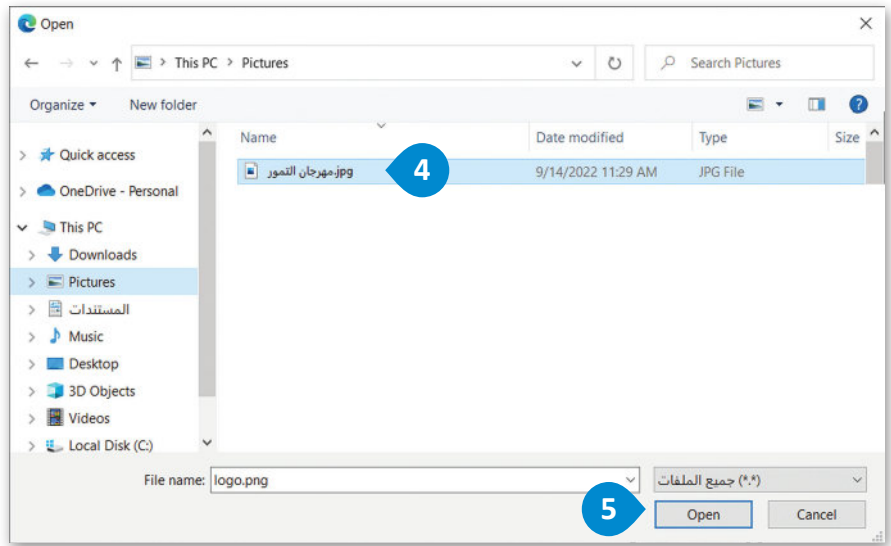 Open
This PC > Pictures
Search Pictures
Organize
New folder
Name
Date modified
Type
Size
مهرجان التمور.jpg
4
9/14/2022 11:29 AM
JPG File
Quick access
OneDrive - Personal
This PC
Downloads
Pictures
المستندات
Music
Desktop
3D Objects
Videos
Local Disk (C:)
File name: logo.png
جميع الملفات (*.*)
5
Open
Cancel